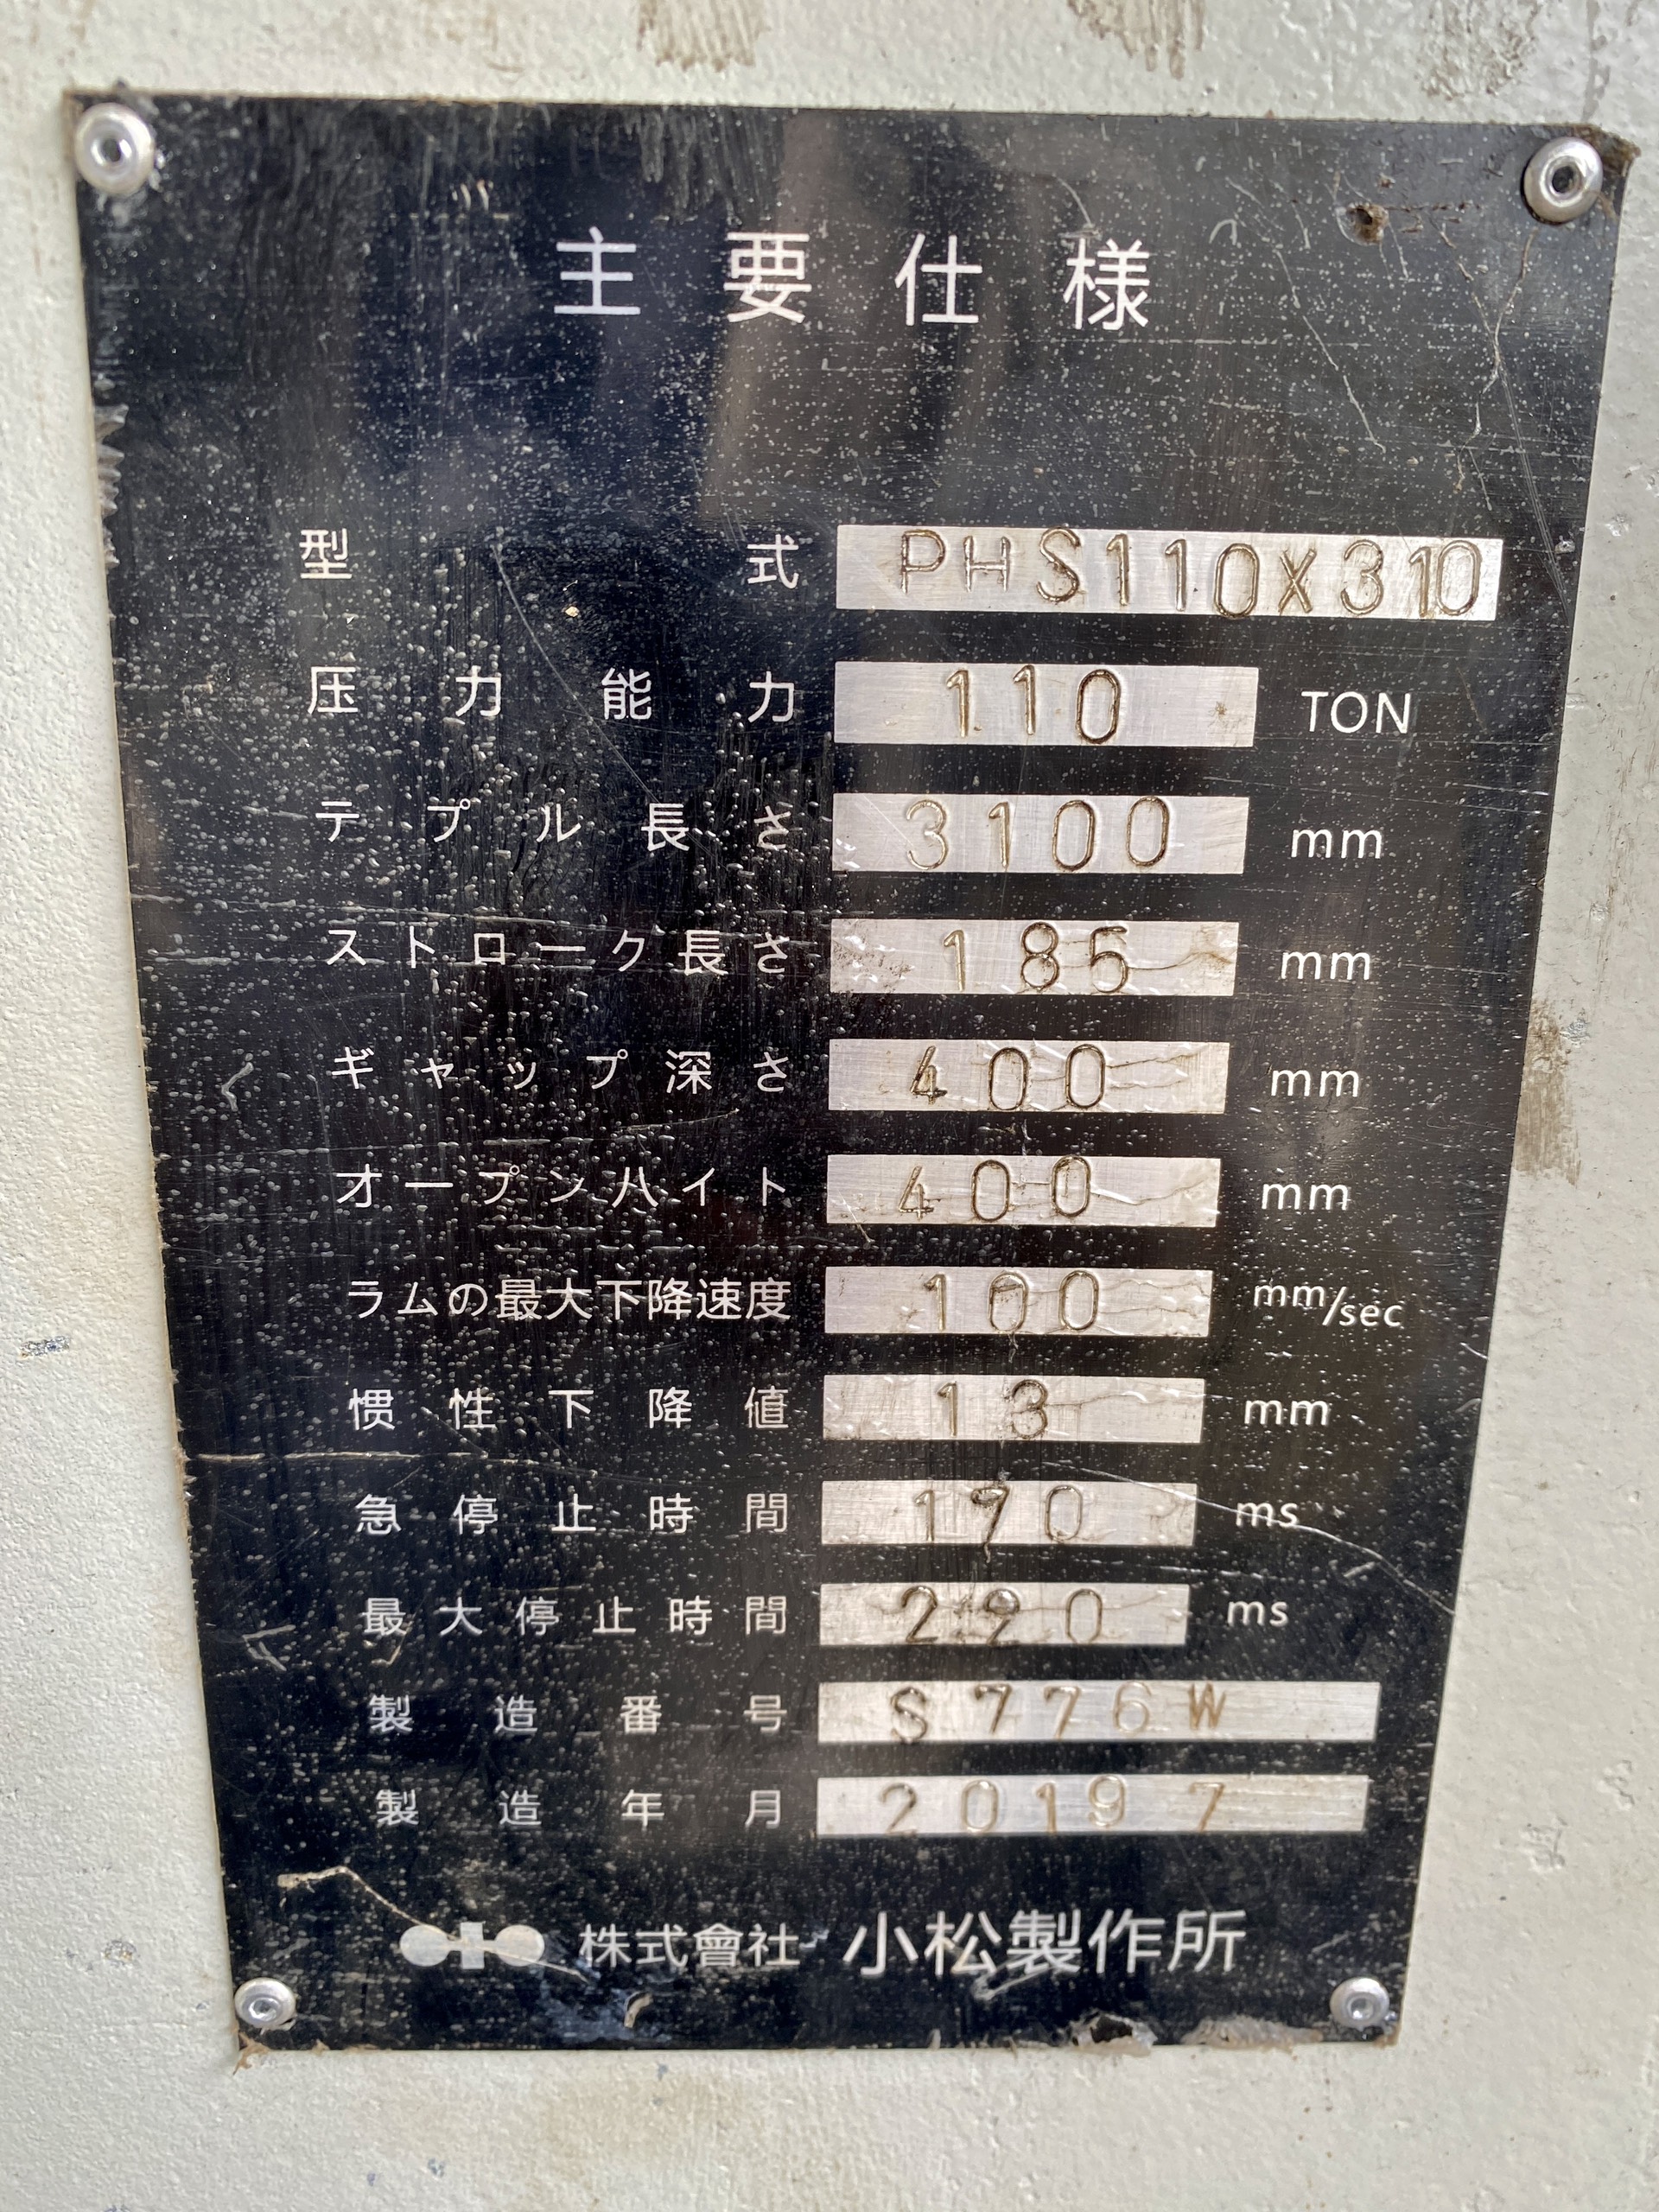 主要仕様
型式 PHS110X310
圧力能力 110 TON
テプル長さ 3100 mm
ストローク長さ 185 mm
ギャップ深さ 400 mm
オープンハイト 400 mm
ラムの最大下降速度 100 mm/sec
惯性下降値 13 mm
急停止時間 170 ms
最大停止時間 290 ms
製造番号 S776W
製造年月 2019 7
株式會社 小松製作所